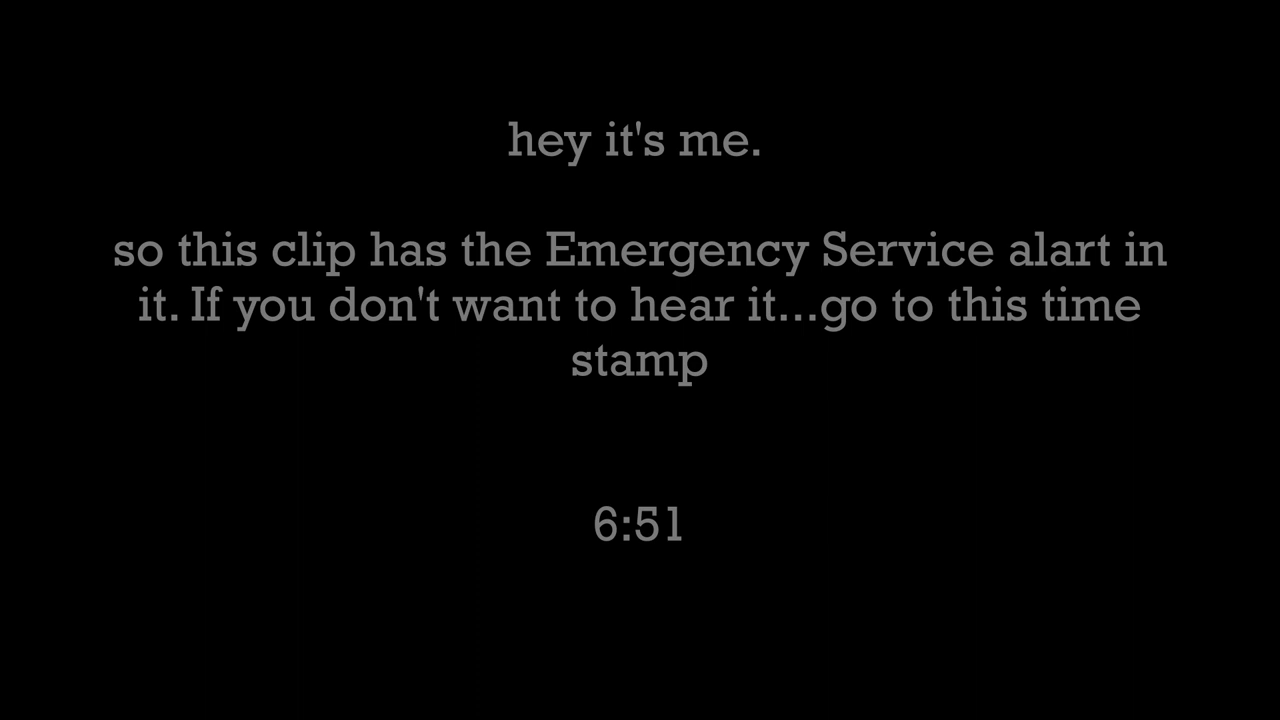 hey it's me.
so this clip has the Emergency Service alart in
it. If you don't want to hear it...go to this time
stamp
6:51